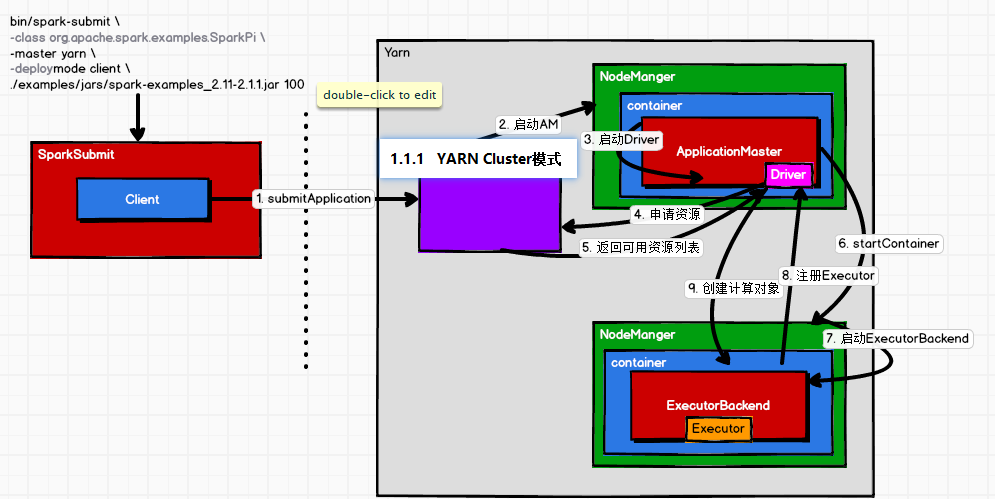 bin/spark-submit \
-class org.apache.spark.examples.SparkPi \
-master yarn \
-deploymode client \
./examples/jars/spark-examples_2.11-2.1.1.jar 100
double-click to edit
Yarn
NodeManger
container
2. 启动AM
3. 启动Driver
ApplicationMaster
Driver
1.1.1 YARN Cluster模式
SparkSubmit
Client
1. submitApplication
4. 申请资源
5. 返回可用资源列表
6. startContainer
8. 注册Executor
9. 创建计算对象
NodeManger
7. 启动ExecutorBackend
container
ExecutorBackend
Executor